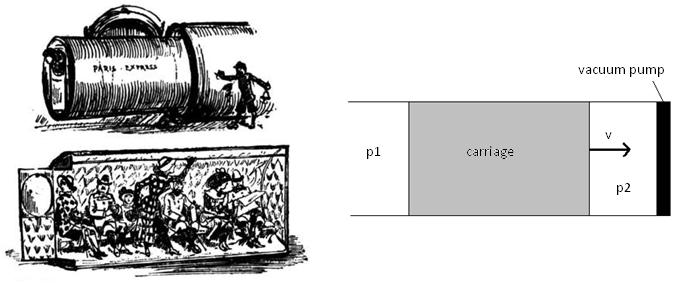 PARIS - EXPRESS
vacuum pump
p1
carriage
v
p2